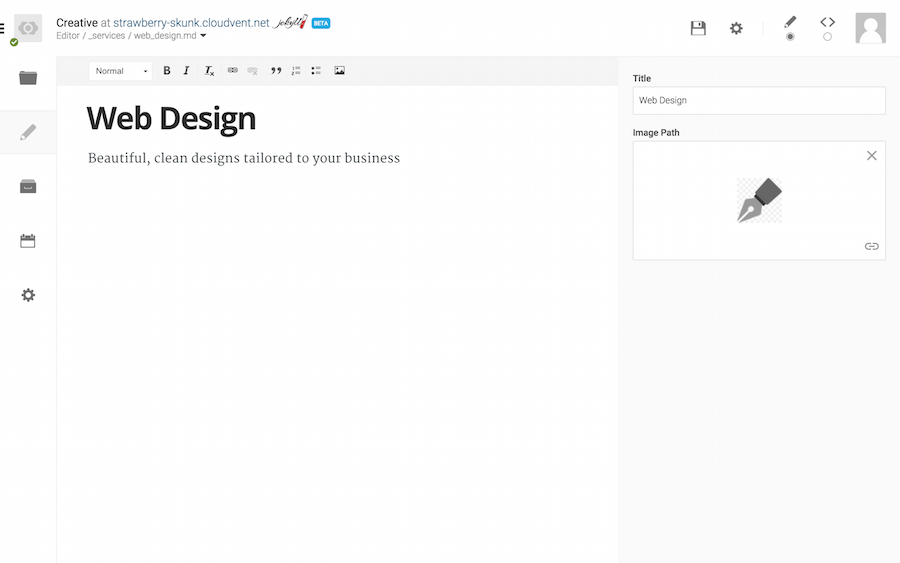 Creative at strawberry-skunk.cloudvent.net jekyll BETA
Editor / _services / web_design.md
Normal B I Tx
Web Design
Beautiful, clean designs tailored to your business
Title
Web Design
Image Path